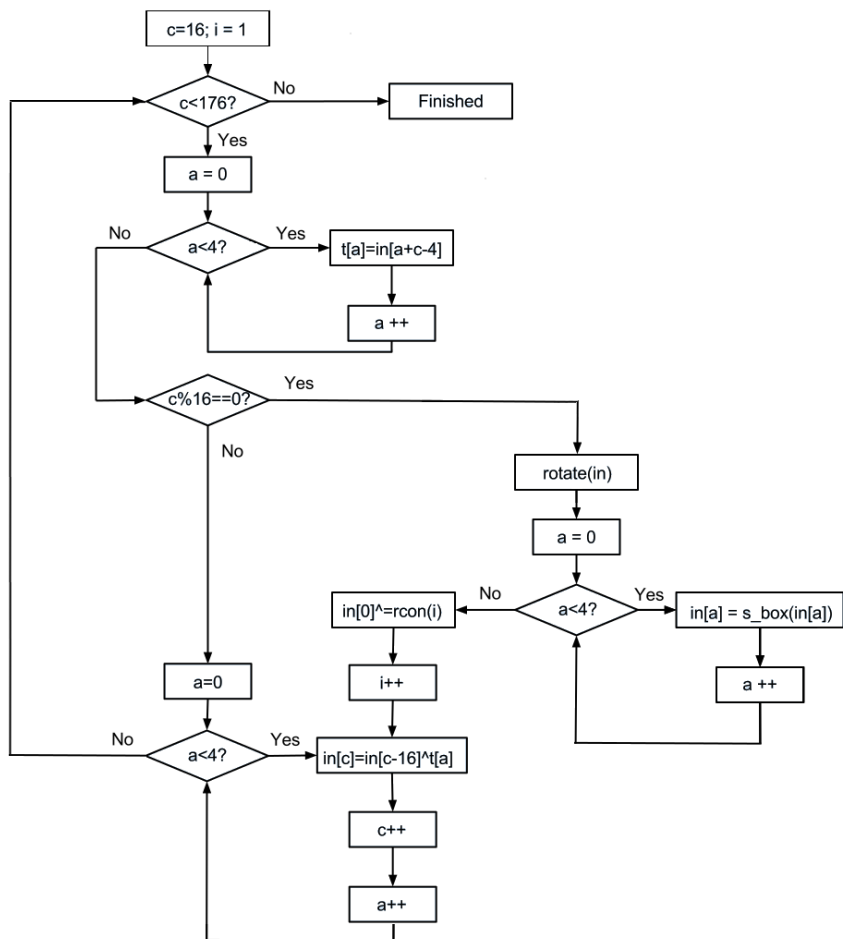 c=16; i = 1
c<176?
No
Finished
Yes
a = 0
No
a<4?
Yes
t[a]=in[a+c-4]
a ++
c%16==0?
Yes
No
rotate(in)
a = 0
in[0]^=rcon(i)
No
a<4?
Yes
in[a] = s_box(in[a])
a=0
i++
a ++
No
a<4?
Yes
in[c]=in[c-16]^t[a]
c++
a++